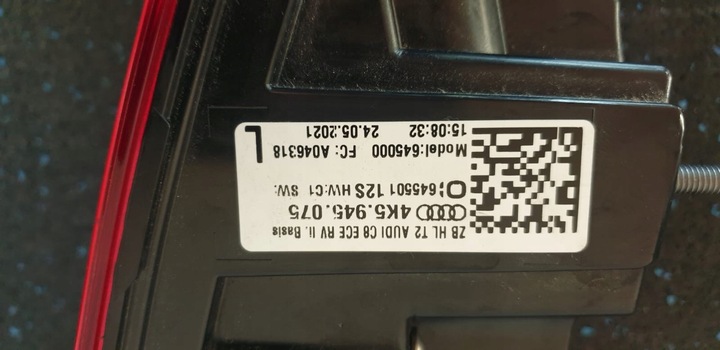 ZB HL T2 AUDI C8 ECE RV li. Basis
4K5.945.075
645501 12S HW:C1 SW:
Model:645000 FC: A046318
15:08:32 24.05.2021
L